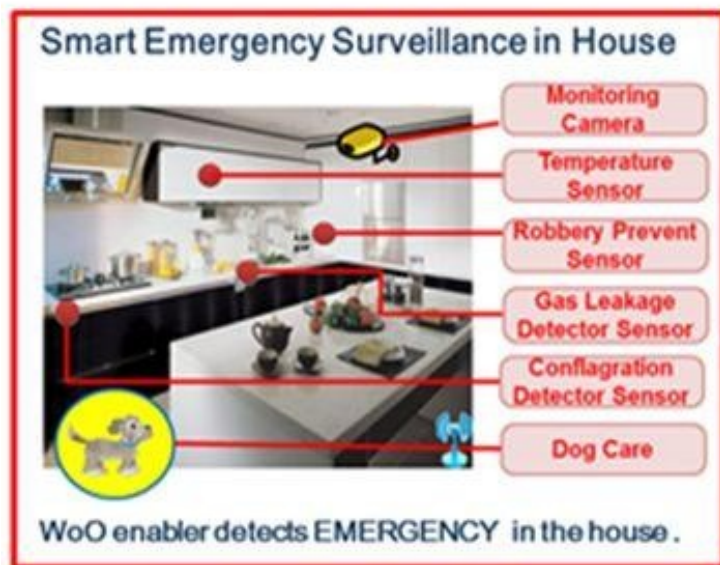 Smart Emergency Surveillance in House
Monitoring
Camera
Temperature
Sensor
Robbery Prevent
Sensor
Gas Leakage
Detector Sensor
Conflagration
Detector Sensor
Dog Care
WoO enabler detects EMERGENCY in the house.